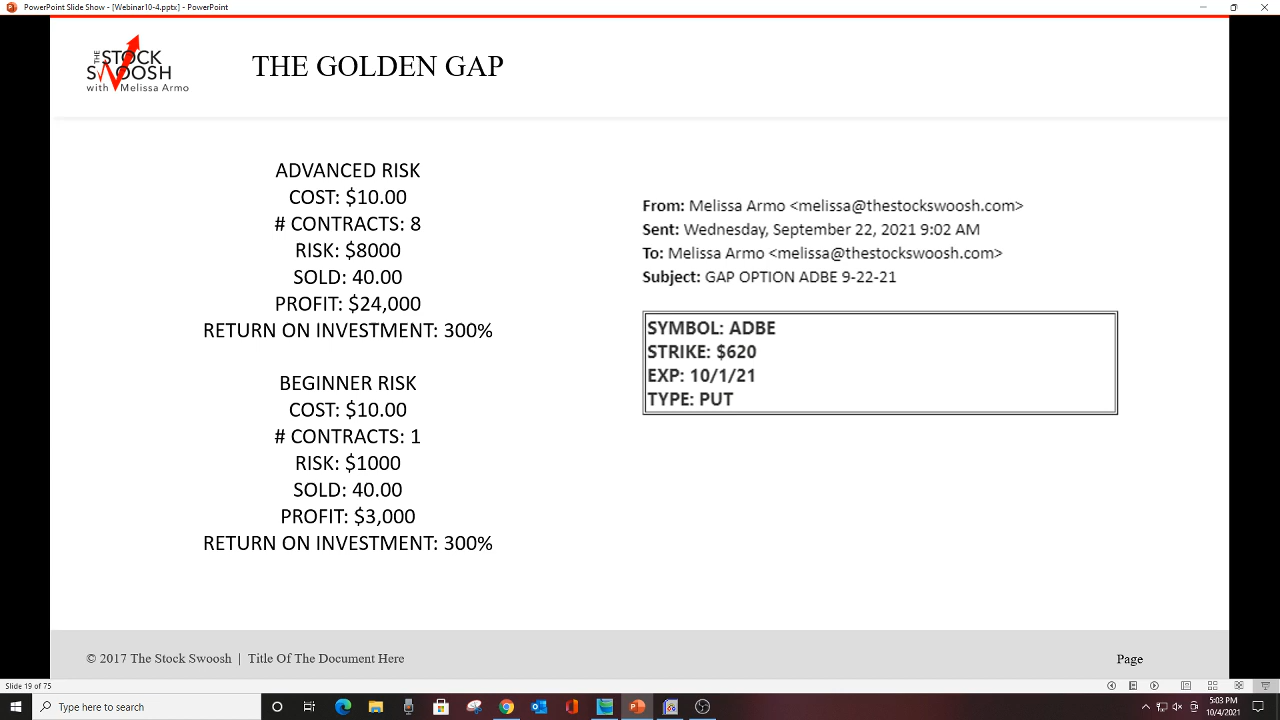 PowerPoint Slide Show - [Webinar10-4.pptx] - PowerPoint
THE
STOCK
SWOOSH
with Melissa Armo
THE GOLDEN GAP
ADVANCED RISK
COST: $10.00
# CONTRACTS: 8
RISK: $8000
SOLD: 40.00
PROFIT: $24,000
RETURN ON INVESTMENT: 300%
BEGINNER RISK
COST: $10.00
# CONTRACTS: 1
RISK: $1000
SOLD: 40.00
PROFIT: $3,000
RETURN ON INVESTMENT: 300%
From: Melissa Armo <melissa@thestockswoosh.com>
Sent: Wednesday, September 22, 2021 9:02 AM
To: Melissa Armo <melissa@thestockswoosh.com>
Subject: GAP OPTION ADBE 9-22-21
SYMBOL: ADBE
STRIKE: $620
EXP: 10/1/21
TYPE: PUT
© 2017 The Stock Swoosh | Title Of The Document Here
Page
Slide 19 of 75
Type here to search
5:03 PM
10/4/2021